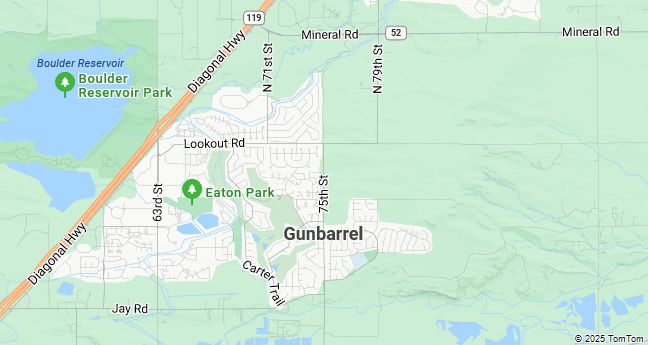 119
Mineral Rd
52
Mineral Rd
Diagonal Hwy
N 71st St
N 79th St
Boulder Reservoir
Boulder
Reservoir Park
Lookout Rd
63rd St
Eaton Park
75th St
Gunbarrel
Diagonal Hwy
Carter Trail
Jay Rd
© 2025 TomTom